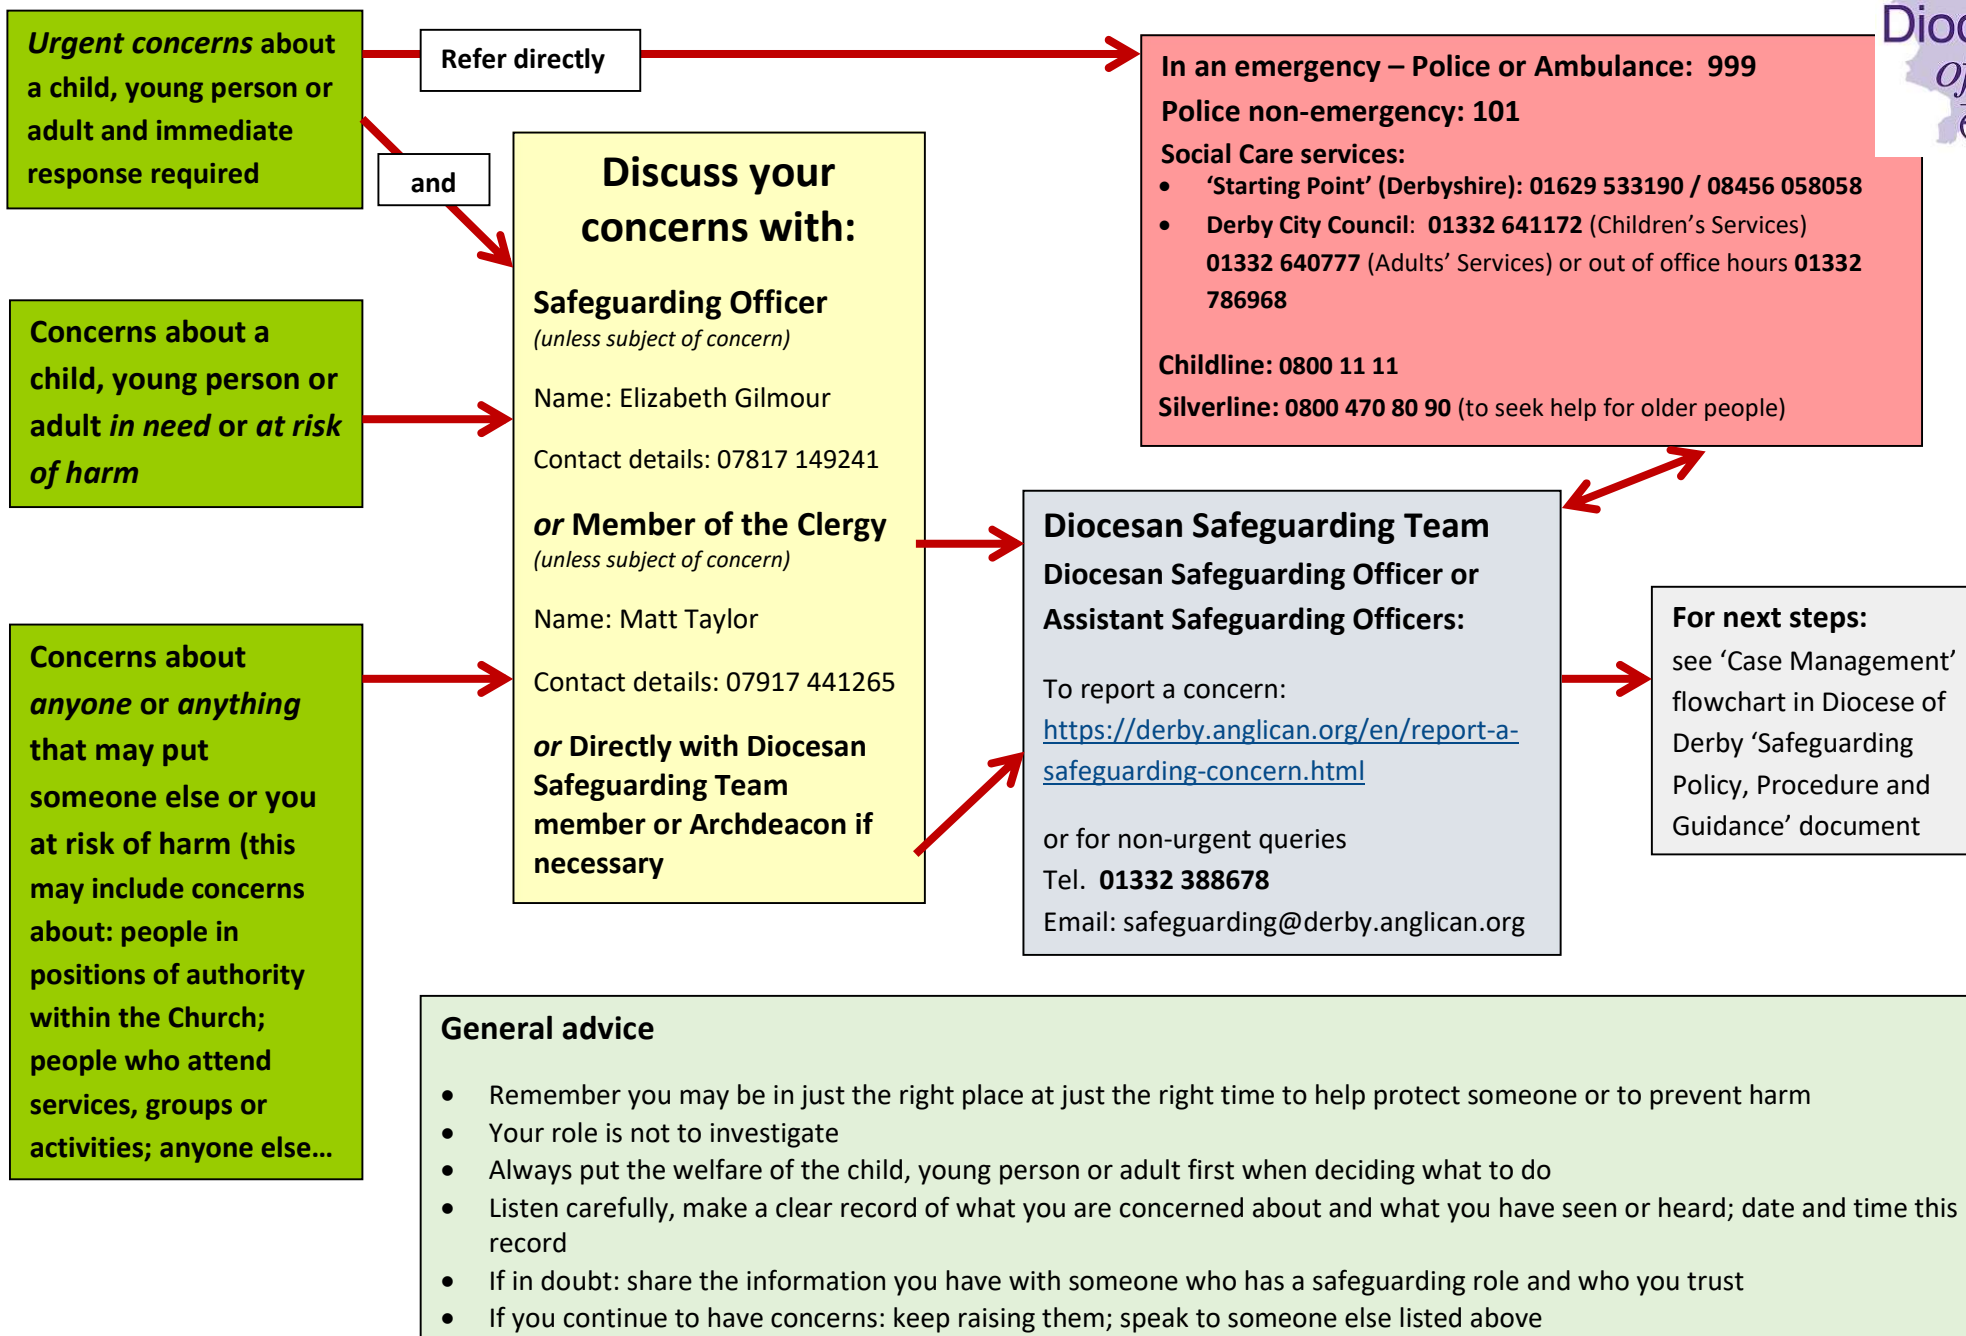 Urgent concerns about
a child, young person or
adult and immediate
response required
Refer directly
and
Concerns about a
child, young person or
adult in need or at risk
of harm
Concerns about
anyone or anything
that may put
someone else or you
at risk of harm (this
may include concerns
about: people in
positions of authority
within the Church;
people who attend
services, groups or
activities; anyone else...
Discuss your
concerns with:
Safeguarding Officer
(unless subject of concern)
Name: Elizabeth Gilmour
Contact details: 07817 149241
or Member of the Clergy
(unless subject of concern)
Name: Matt Taylor
Contact details: 07917 441265
or Directly with Diocesan
Safeguarding Team
member or Archdeacon if
necessary
In an emergency – Police or Ambulance: 999
Police non-emergency: 101
Social Care services:
• 'Starting Point' (Derbyshire): 01629 533190 / 08456 058058
• Derby City Council: 01332 641172 (Children's Services)
01332 640777 (Adults' Services) or out of office hours 01332
786968
Childline: 0800 11 11
Silverline: 0800 470 80 90 (to seek help for older people)
Diocesan Safeguarding Team
Diocesan Safeguarding Officer or
Assistant Safeguarding Officers:
To report a concern:
https://derby.anglican.org/en/report-a-
safeguarding-concern.html
or for non-urgent queries
Tel. 01332 388678
Email: safeguarding@derby.anglican.org
For next steps:
see 'Case Management'
flowchart in Diocese of
Derby 'Safeguarding
Policy, Procedure and
Guidance' document
General advice
• Remember you may be in just the right place at just the right time to help protect someone or to prevent harm
• Your role is not to investigate
• Always put the welfare of the child, young person or adult first when deciding what to do
• Listen carefully, make a clear record of what you are concerned about and what you have seen or heard; date and time this
record
• If in doubt: share the information you have with someone who has a safeguarding role and who you trust
• If you continue to have concerns: keep raising them; speak to someone else listed above